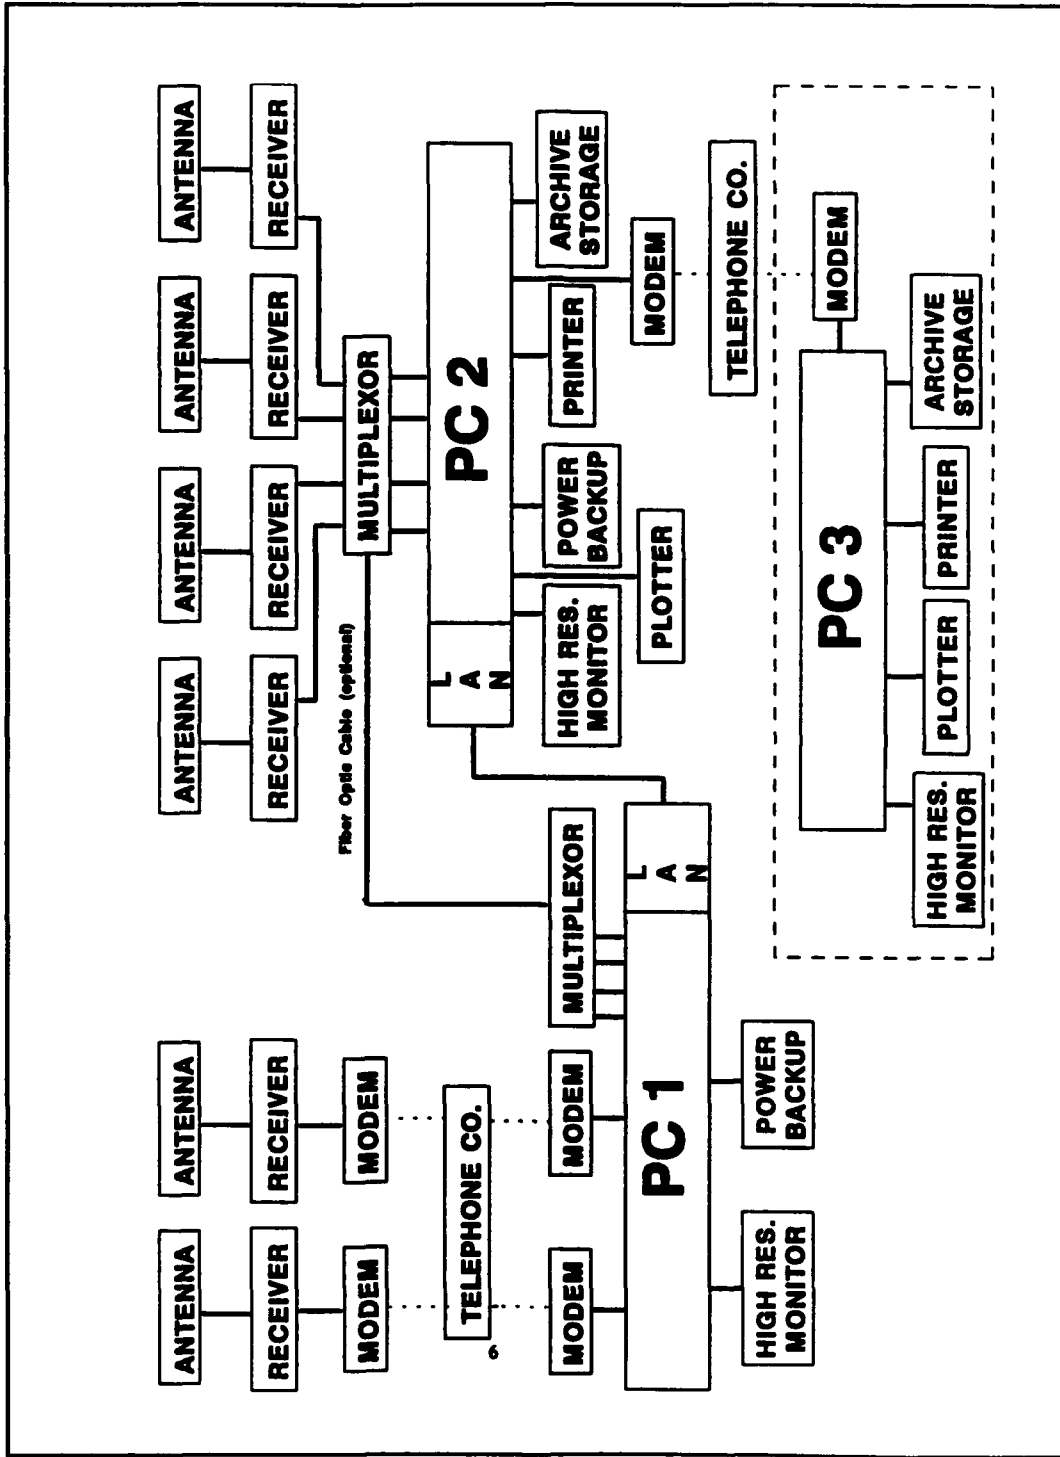 ANTENNA
ANTENNA
ANTENNA
ANTENNA
ANTENNA
ANTENNA
RECEIVER
RECEIVER
RECEIVER
RECEIVER
RECEIVER
RECEIVER
MODEM
MODEM
Fiber Optic Cable (optional)
MULTIPLEXOR
TELEPHONE CO.
L
A
N
PC 2
MODEM
MODEM
MULTIPLEXOR
HIGH RES.
MONITOR
POWER
BACKUP
PRINTER
ARCHIVE
STORAGE
PLOTTER
MODEM
PC 1
L
A
N
TELEPHONE CO.
HIGH RES.
MONITOR
POWER
BACKUP
PC 3
MODEM
HIGH RES.
MONITOR
PLOTTER
PRINTER
ARCHIVE
STORAGE
6